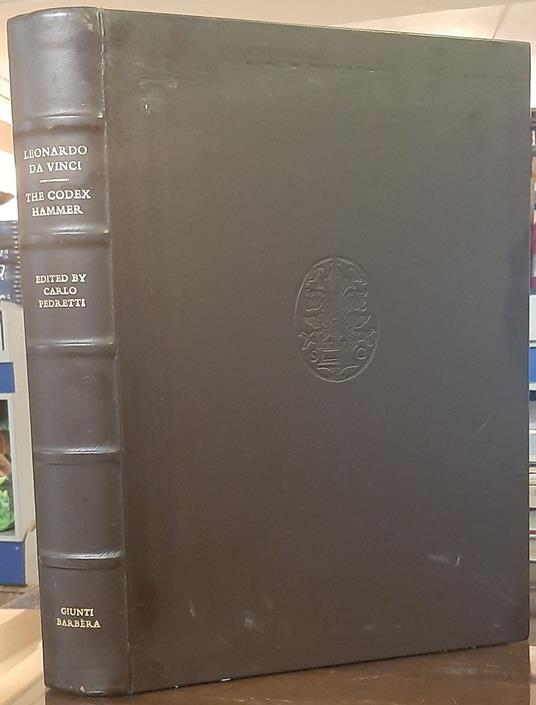 LEONARDO
DA VINCI
THE CODEX
HAMMER
EDITED BY
CARLO
PEDRETTI
GIUNTI
BARBÈRA
S G